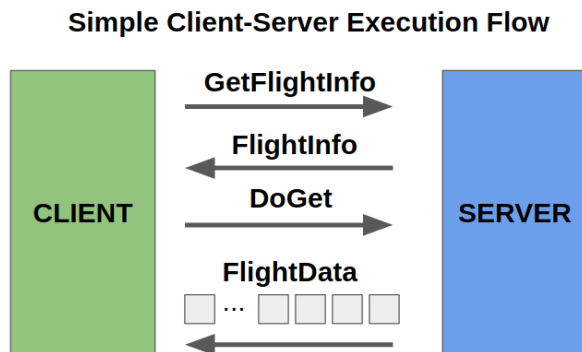 Simple Client-Server Execution Flow
GetFlightInfo
FlightInfo
CLIENT
DoGet
SERVER
FlightData
...